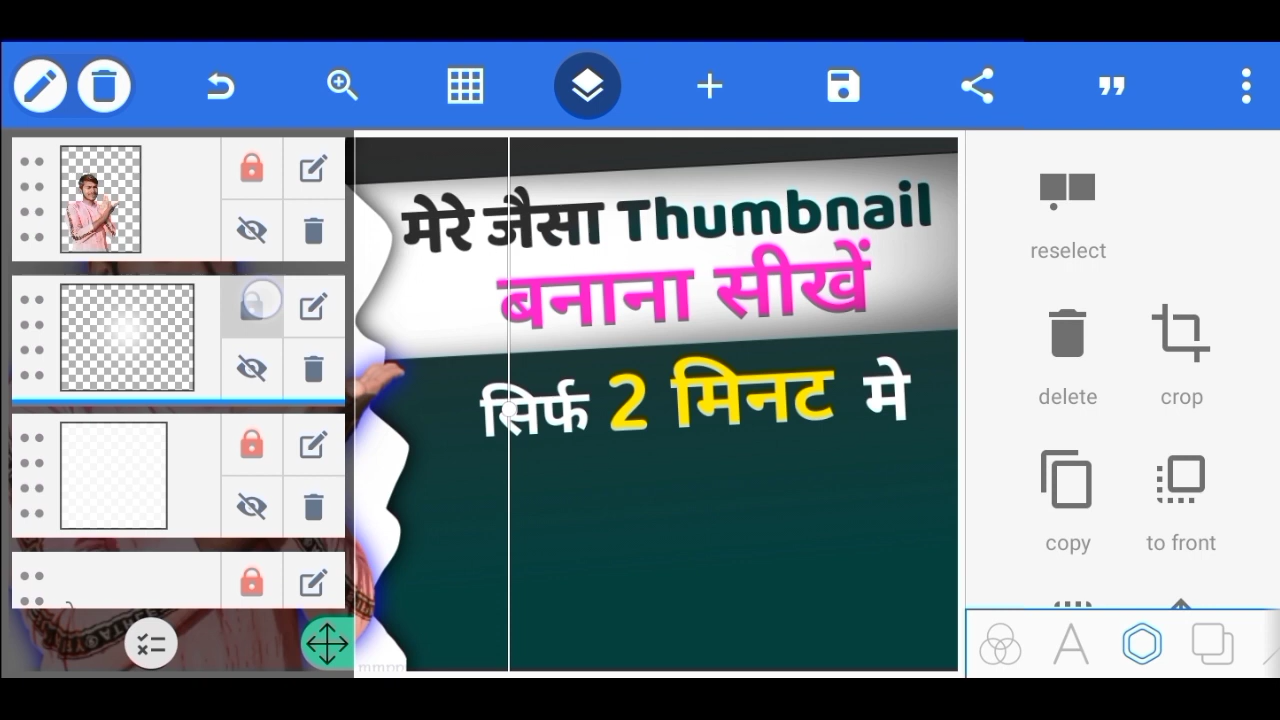 मेरे जैसा Thumbnail
बनाना सीखें
सिर्फ 2 मिनट मे
reselect
delete
crop
copy
to front